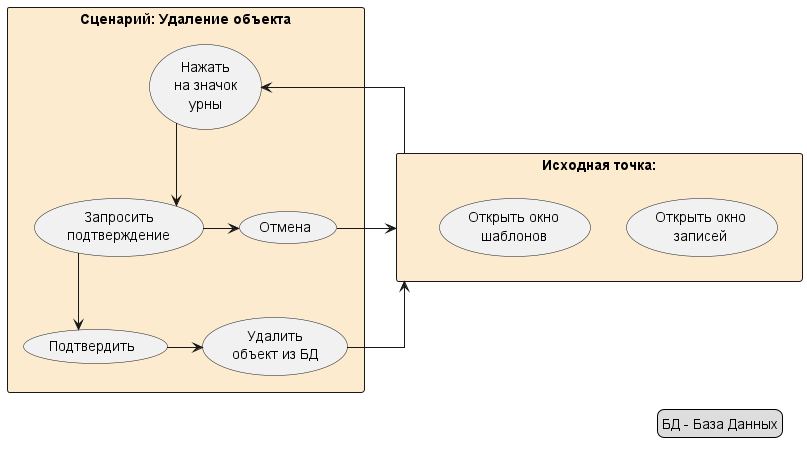 Сценарий: Удаление объекта
Нажать
на значок
урны
Исходная точка:
Запросить
подтверждение
Отмена
Открыть окно
шаблонов
Открыть окно
записей
Подтвердить
Удалить
объект из БД
БД - База Данных